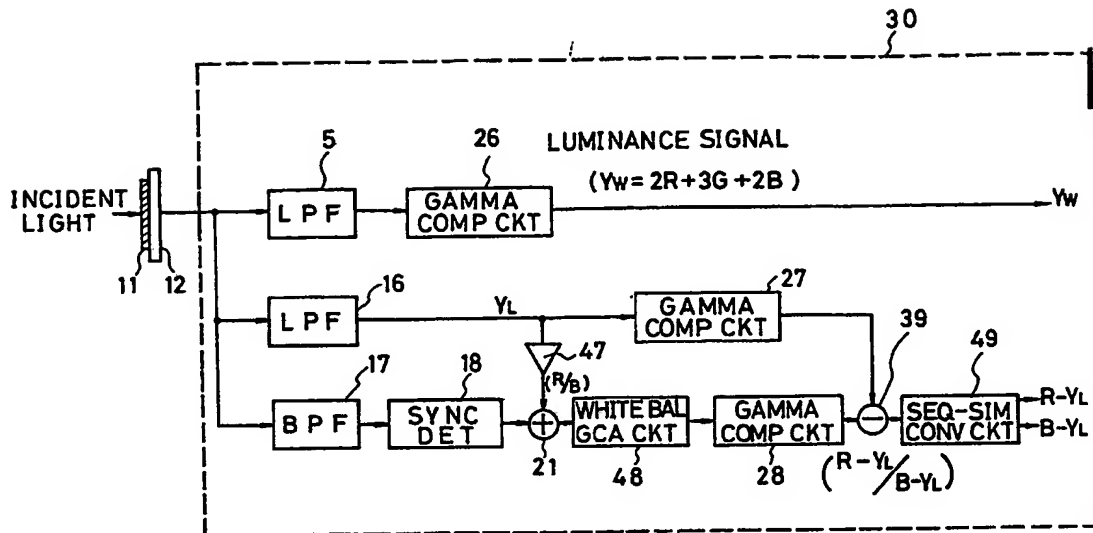 30
5
26
LUMINANCE SIGNAL
(YW=2R+3G+2B)
INCIDENT
LIGHT
LPF
GAMMA
COMP CKT
YW
11
12
16
27
LPF
YL
GAMMA
COMP CKT
39
49
47
17
18
(R/B)
BPF
SYNC
DET
+
WHITE BAL
GCA CKT
GAMMA
COMP CKT
−
SEQ-SIM
CONV CKT
R-YL
B-YL
21
48
28
(R-YL/B-YL)